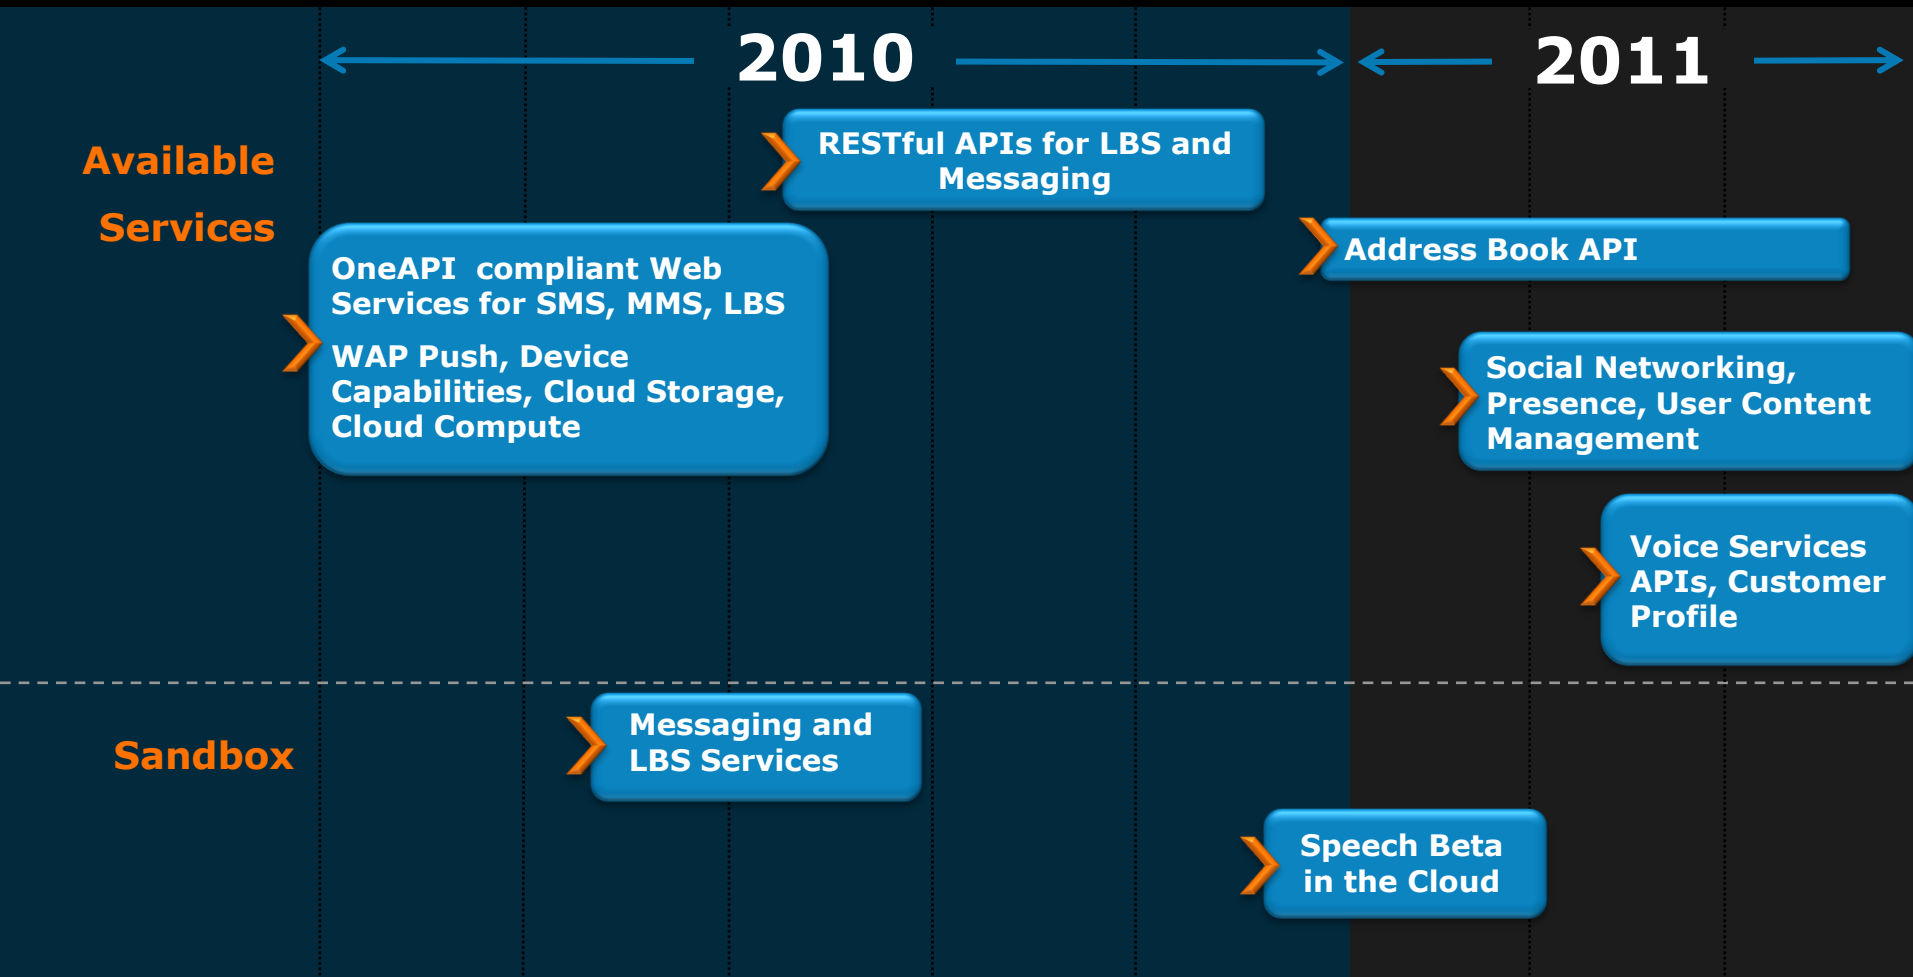 2010
2011
Available
Services
RESTful APIs for LBS and
Messaging
OneAPI  compliant Web
Services for SMS, MMS, LBS
WAP Push, Device
Capabilities, Cloud Storage,
Cloud Compute
Address Book API
Social Networking,
Presence, User Content
Management
Voice Services
APIs, Customer
Profile
Sandbox
Messaging and
LBS Services
Speech Beta
in the Cloud